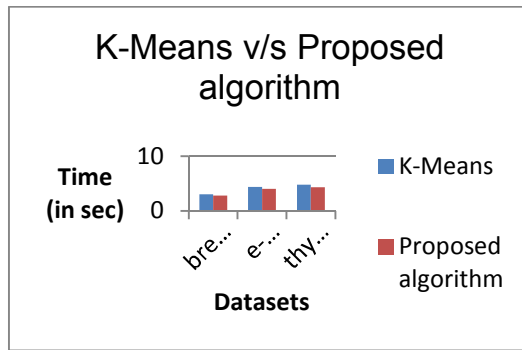 K-Means v/s Proposed
algorithm
10
0
Time
(in sec)
bre...
e-...
thy...
Datasets
K-Means
Proposed
algorithm